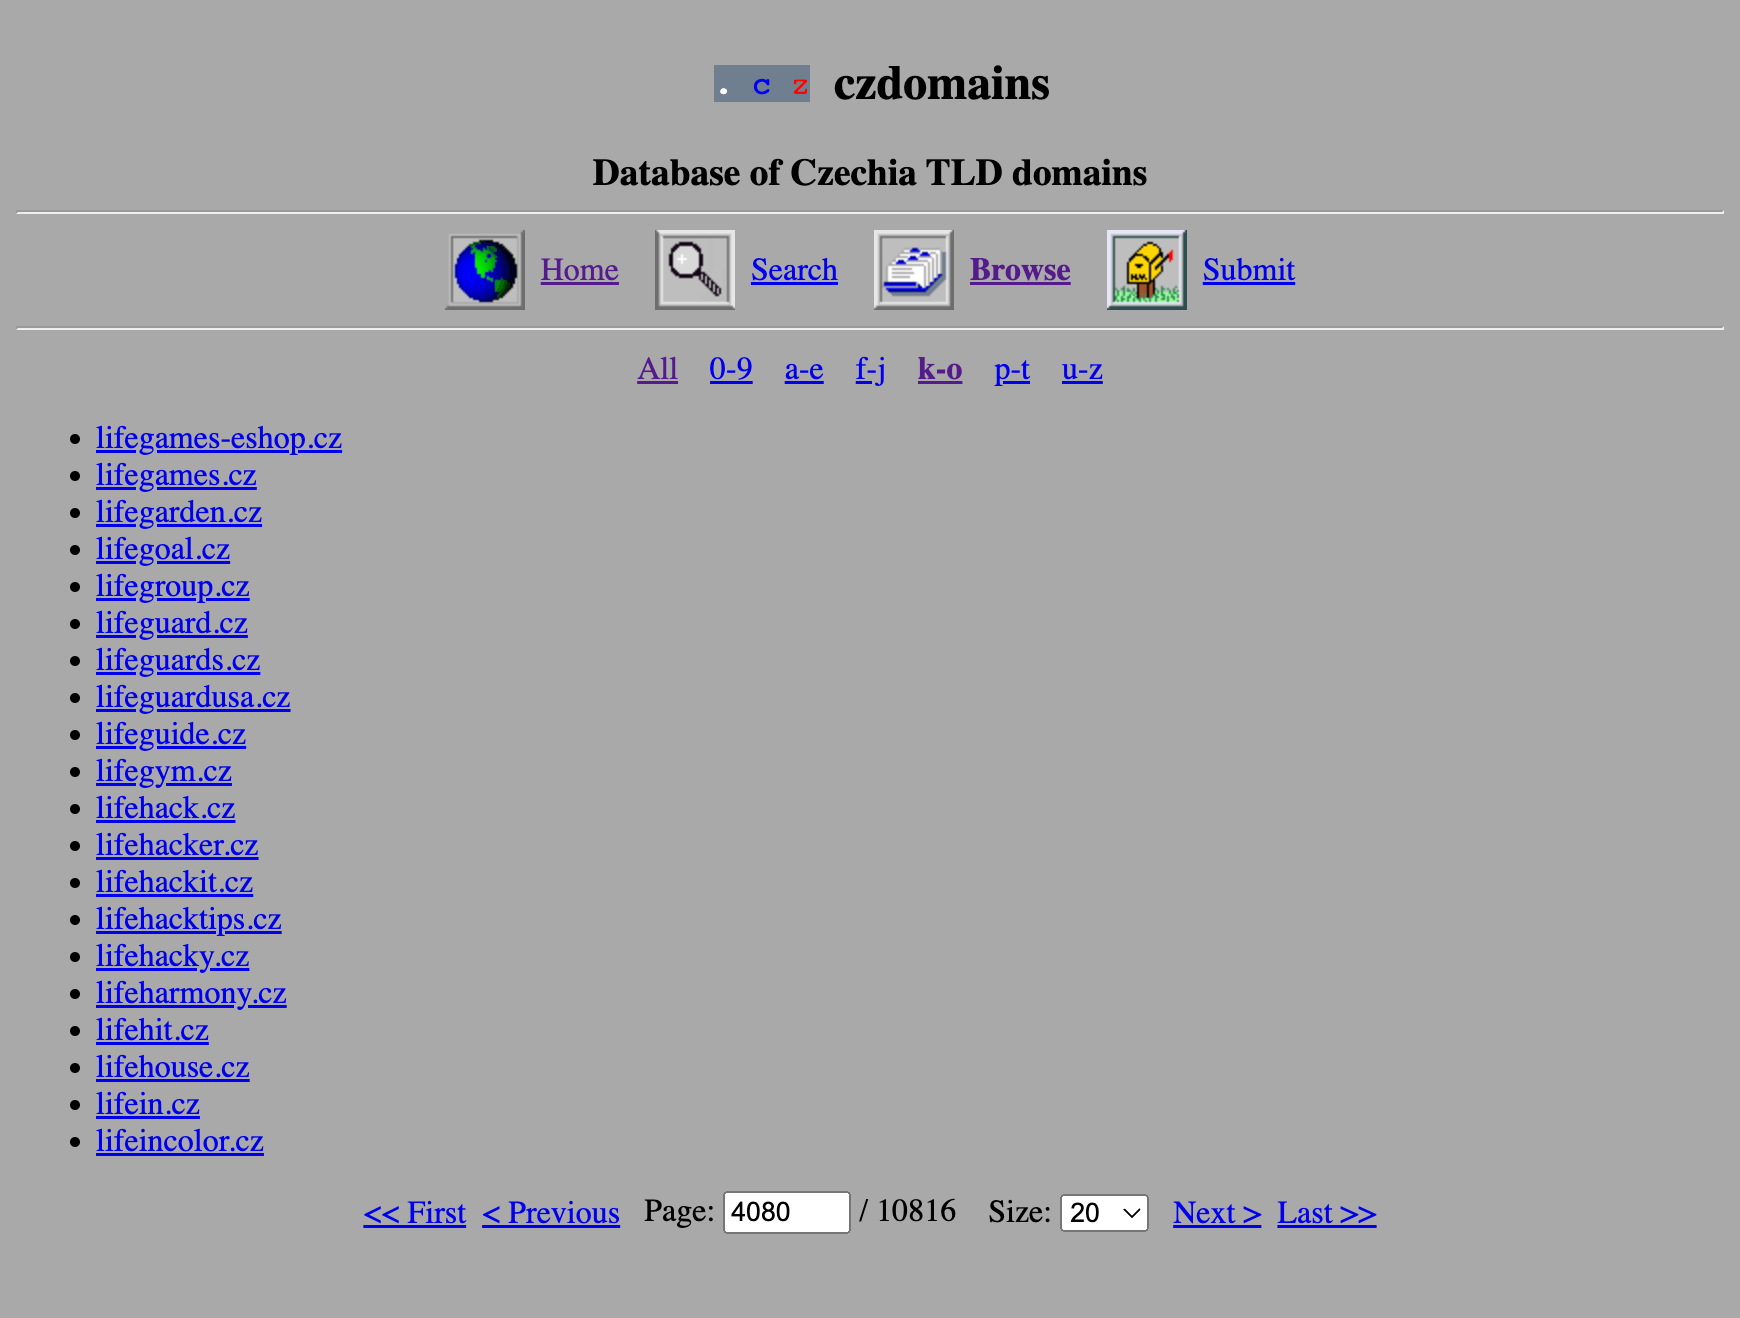 . c z czdomains
Database of Czechia TLD domains
Home Search Browse Submit
All 0-9 a-e f-j k-o p-t u-z
lifegames-eshop.cz
lifegames.cz
lifegarden.cz
lifegoal.cz
lifegroup.cz
lifeguard.cz
lifeguards.cz
lifeguardusa.cz
lifeguide.cz
lifegym.cz
lifehack.cz
lifehacker.cz
lifehackit.cz
lifehacktips.cz
lifehacky.cz
lifeharmony.cz
lifehit.cz
lifehouse.cz
lifein.cz
lifeincolor.cz
<< First < Previous Page: 4080 / 10816 Size: 20 Next > Last >>